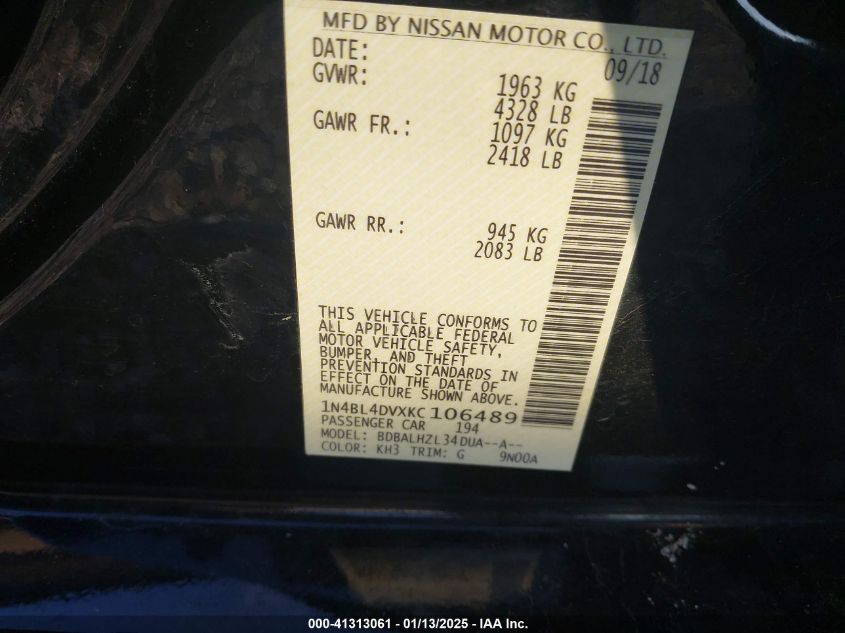 MFD BY NISSAN MOTOR CO., LTD.
DATE: 09/18
GVWR: 1963 KG
4328 LB
GAWR FR.: 1097 KG
2418 LB
GAWR RR.: 945 KG
2083 LB
THIS VEHICLE CONFORMS TO
ALL APPLICABLE FEDERAL
MOTOR VEHICLE SAFETY,
BUMPER, AND THEFT
PREVENTION STANDARDS IN
EFFECT ON THE DATE OF
MANUFACTURE SHOWN ABOVE.
1N4BL4DVXKC106489
PASSENGER CAR 194
MODEL: BDBALHZL34DUA--A--
COLOR: KH3 TRIM: G 9N00A
000-41313061 - 01/13/2025 - IAA Inc.